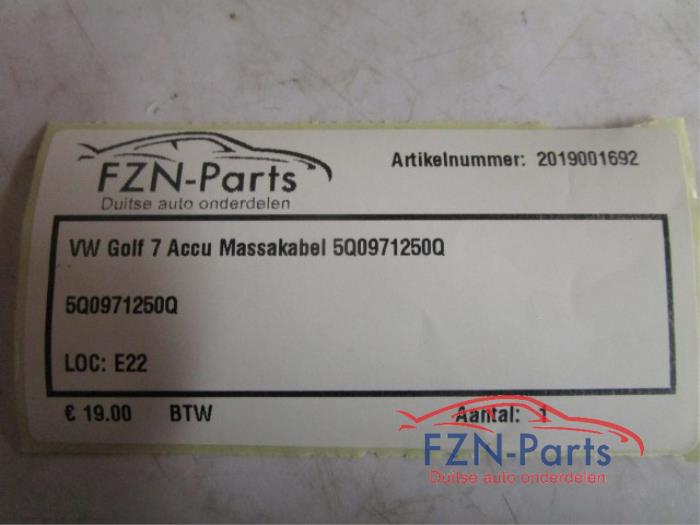 FZN-Parts
Duitse auto onderdelen
Artikelnummer: 2019001692
VW Golf 7 Accu Massakabel 5Q0971250Q
5Q0971250Q
LOC: E22
€ 19.00 BTW
Aantal: 1
FZN-Parts
Duitse auto onderdelen